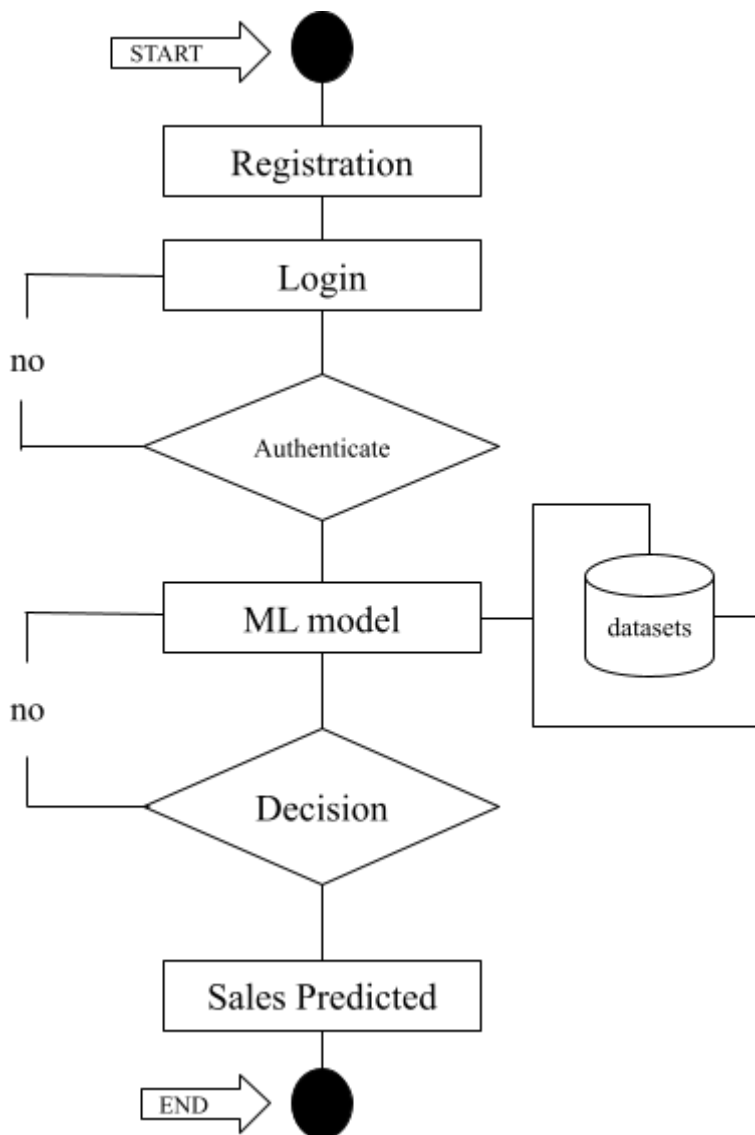 START
Registration
Login
no
Authenticate
ML model
datasets
no
Decision
Sales Predicted
END